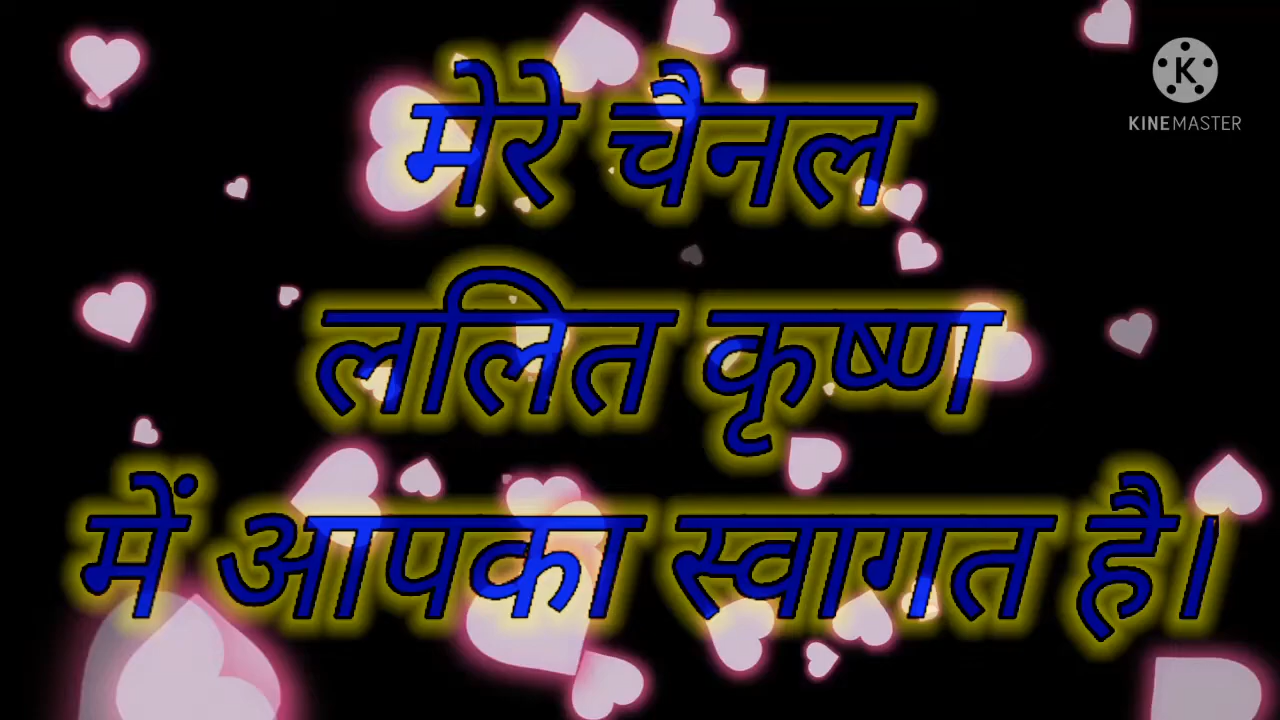 मेरे चैनल
ललित कृष्ण
में आपका स्वागत है।
K
KINEMASTER